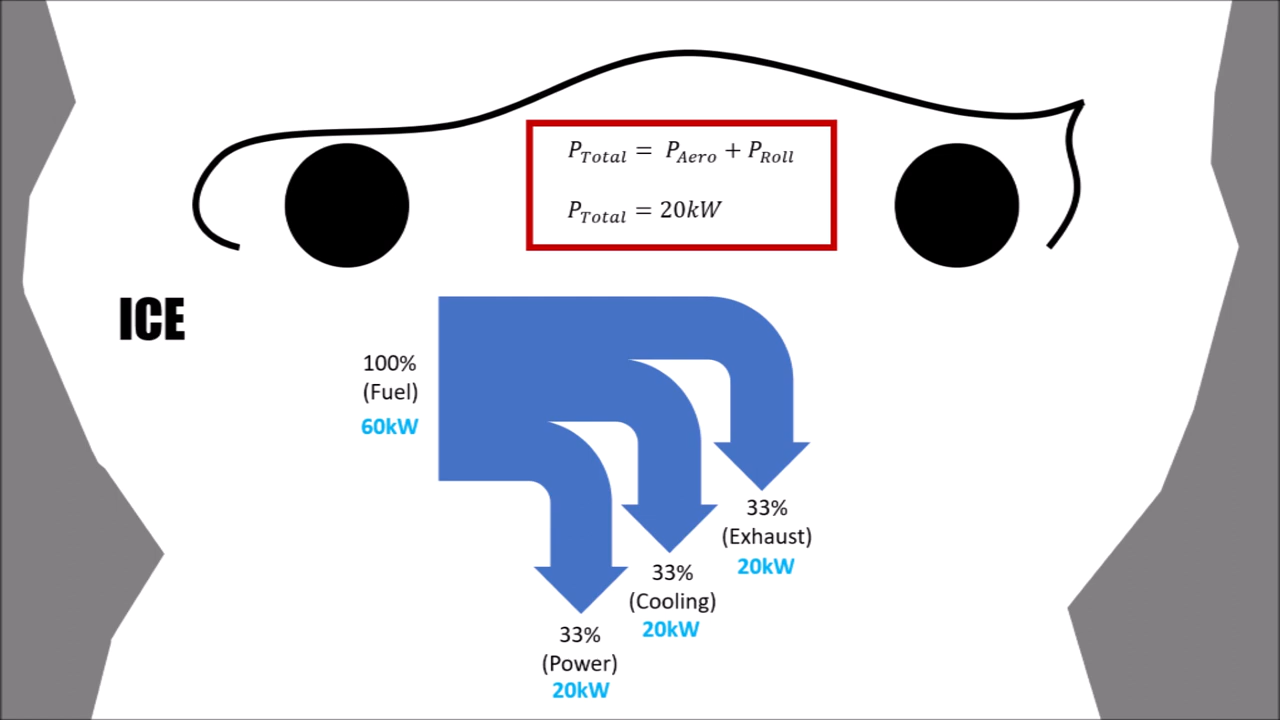 P_Total = P_Aero + P_Roll
P_Total = 20kW
ICE
100%
(Fuel)
60kW
33%
(Exhaust)
20kW
33%
(Cooling)
20kW
33%
(Power)
20kW